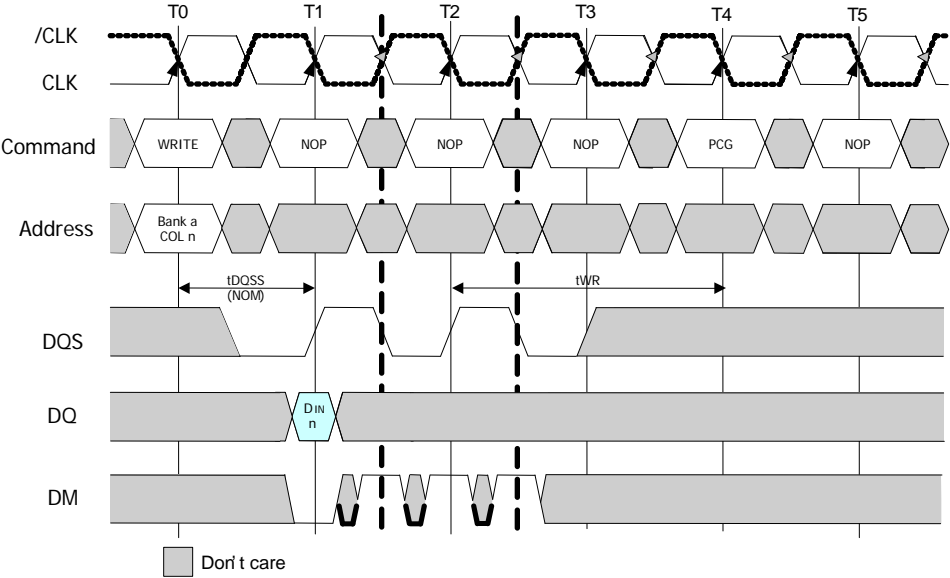 T0 T1 T2 T3 T4 T5
/CLK
CLK
Command WRITE NOP NOP NOP PCG NOP
Address Bank a
COL n
tDQSS
(NOM)
tWR
DQS
DQ D IN
n
DM
Don't care